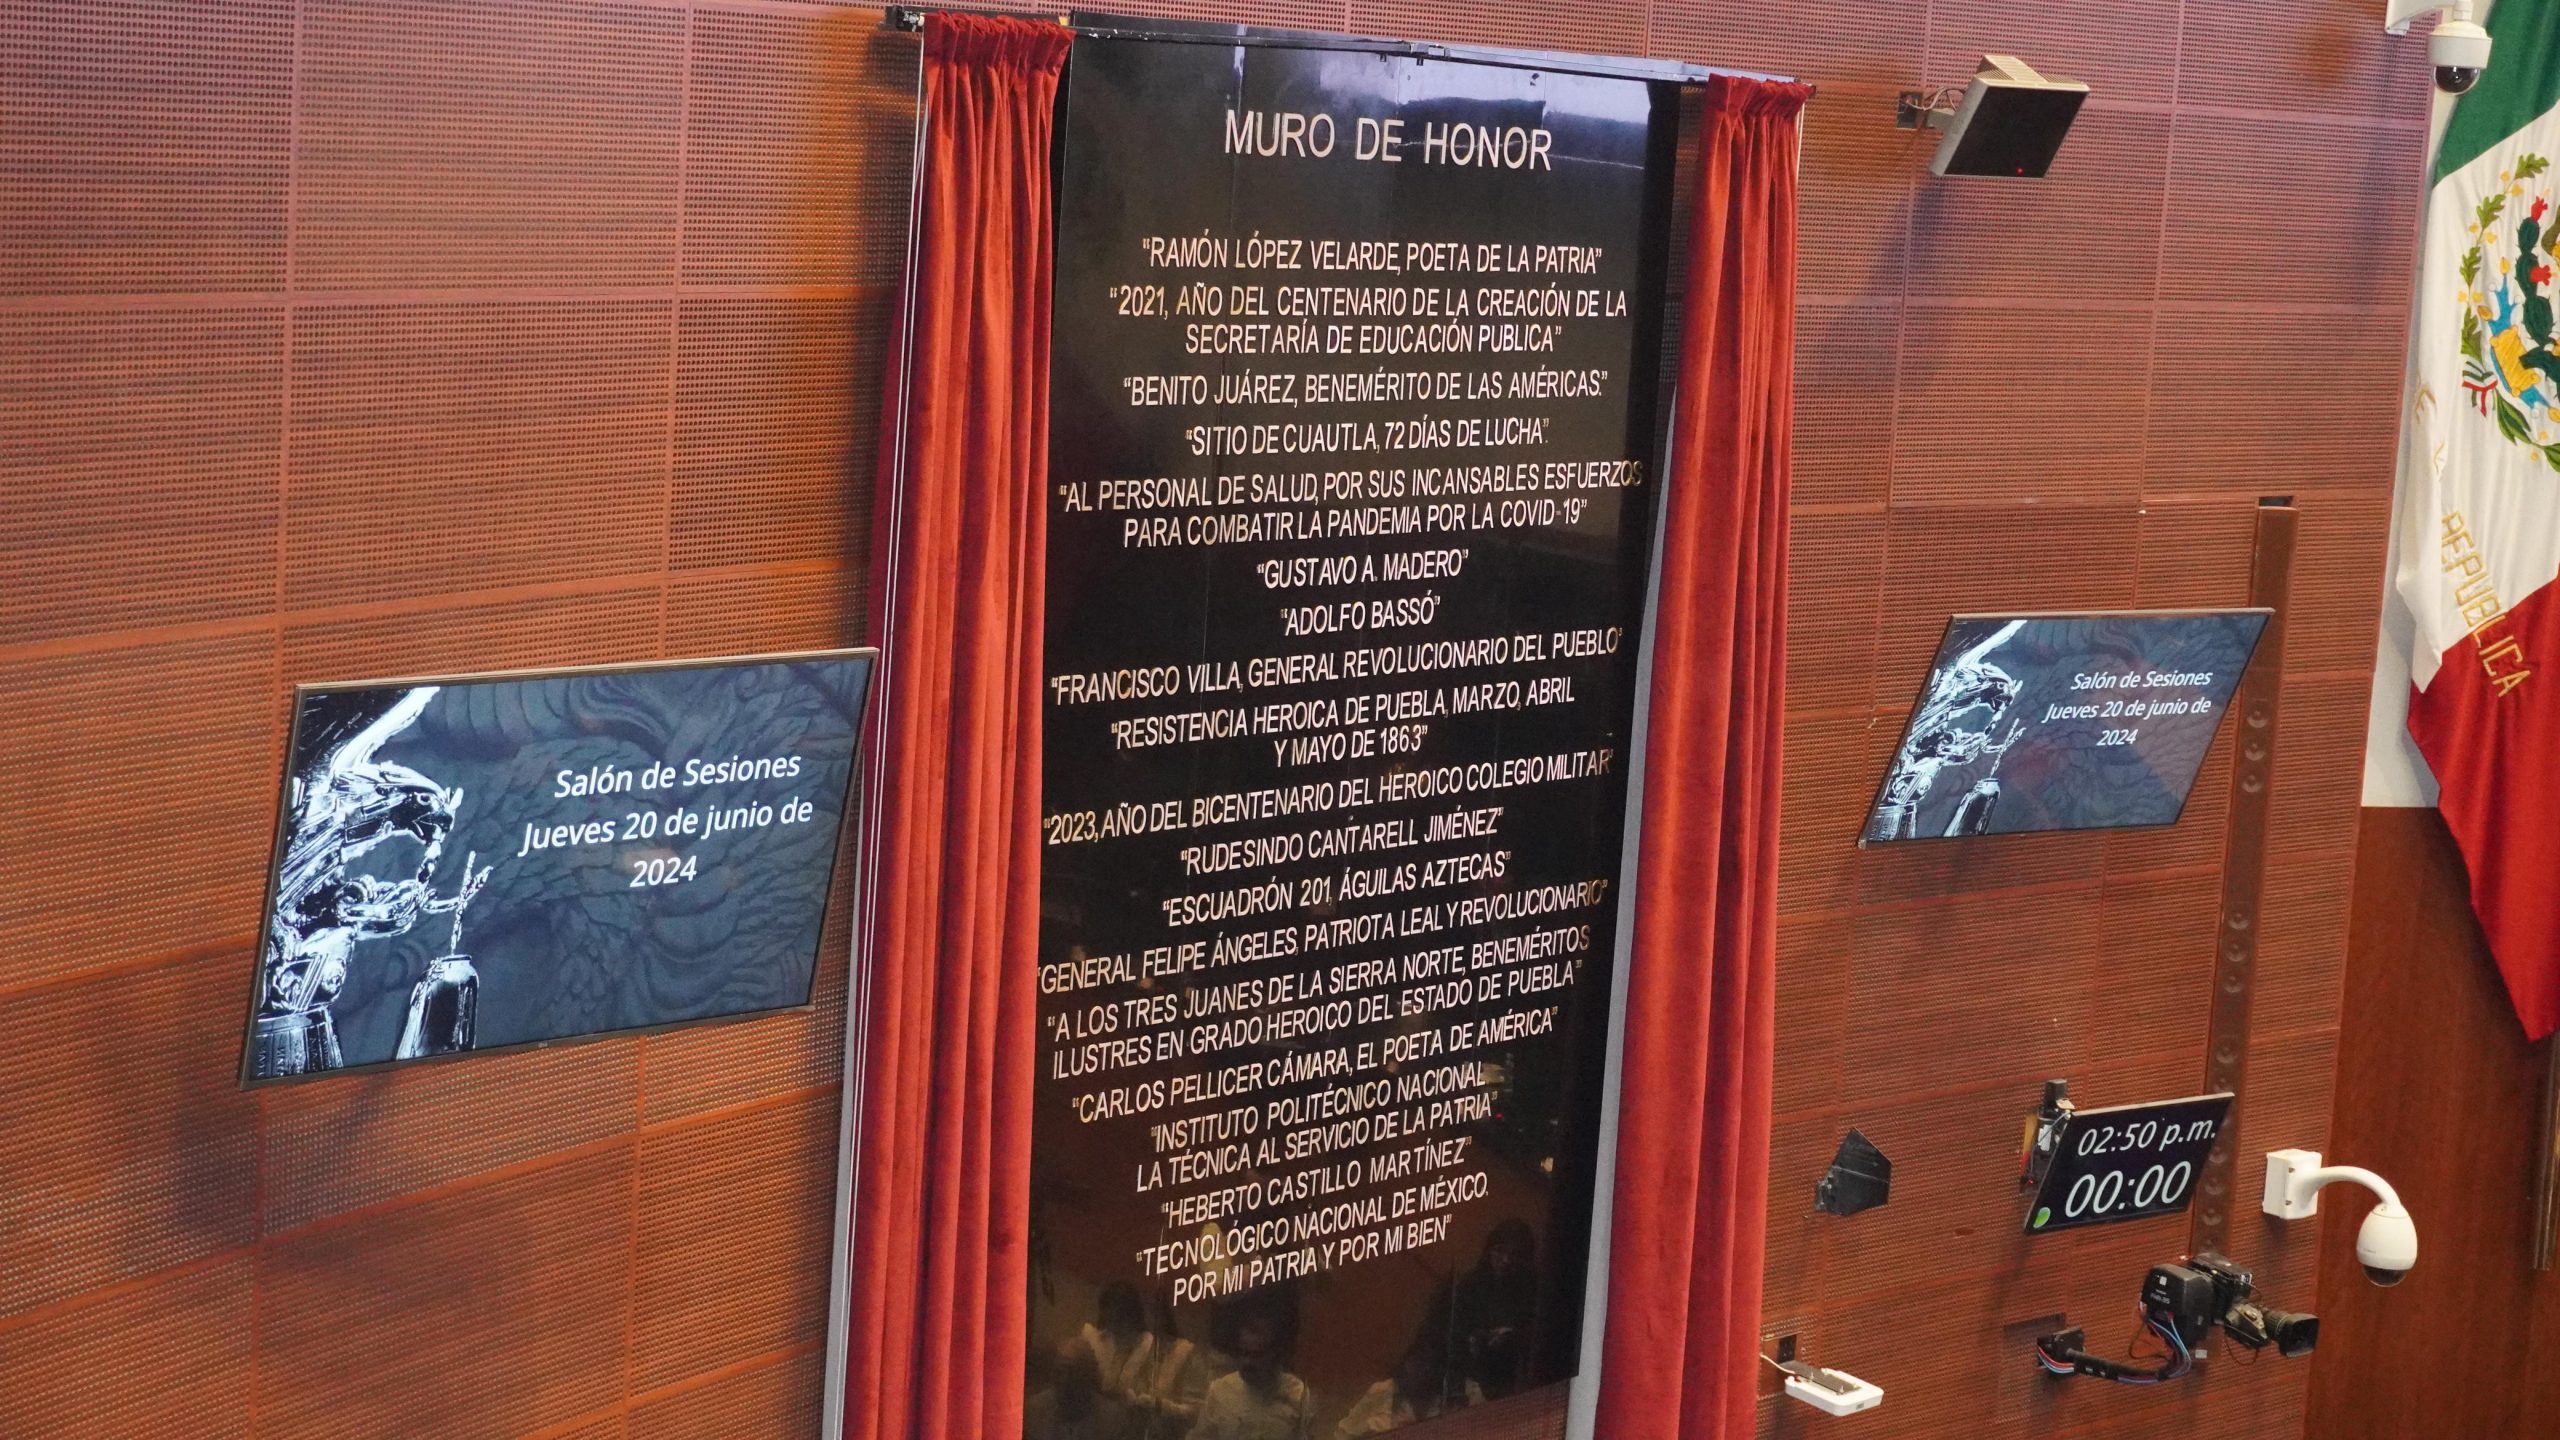 MURO DE HONOR
"RAMÓN LÓPEZ VELARDE, POETA DE LA PATRIA"
"2021, AÑO DEL CENTENARIO DE LA CREACIÓN DE LA
SECRETARÍA DE EDUCACIÓN PUBLICA"
"BENITO JUÁREZ, BENEMÉRITO DE LAS AMÉRICAS."
"SITIO DE CUAUTLA, 72 DÍAS DE LUCHA".
"AL PERSONAL DE SALUD, POR SUS INCANSABLES ESFUERZOS
PARA COMBATIR LA PANDEMIA POR LA COVID-19"
"GUSTAVO A. MADERO"
"ADOLFO BASSÓ"
"FRANCISCO VILLA, GENERAL REVOLUCIONARIO DEL PUEBLO"
"RESISTENCIA HEROICA DE PUEBLA, MARZO, ABRIL
Y MAYO DE 1863"
"2023, AÑO DEL BICENTENARIO DEL HEROICO COLEGIO MILITAR"
"RUDESINDO CANTARELL JIMÉNEZ"
"ESCUADRÓN 201, ÁGUILAS AZTECAS"
"GENERAL FELIPE ÁNGELES, PATRIOTA LEAL Y REVOLUCIONARIO"
"A LOS TRES JUANES DE LA SIERRA NORTE, BENEMÉRITOS
ILUSTRES EN GRADO HEROICO DEL ESTADO DE PUEBLA"
"CARLOS PELLICER CÁMARA, EL POETA DE AMÉRICA"
"INSTITUTO POLITÉCNICO NACIONAL
LA TÉCNICA AL SERVICIO DE LA PATRIA"
"HEBERTO CASTILLO MARTÍNEZ"
"TECNOLÓGICO NACIONAL DE MÉXICO.
POR MI PATRIA Y POR MI BIEN"
Salón de Sesiones
Jueves 20 de junio de
2024
Salón de Sesiones
Jueves 20 de junio de
2024
02:50 p.m.
00:00
REPUBLICA